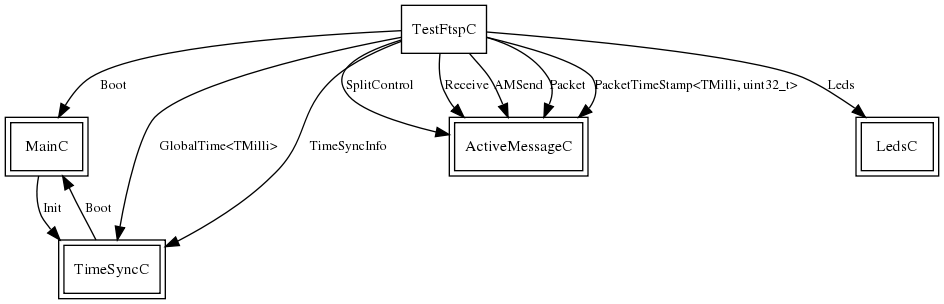 TestFtspC
Boot
SplitControl
Receive
AMSend
Packet
PacketTimeStamp<TMilli, uint32_t>
Leds
MainC
GlobalTime<TMilli>
TimeSyncInfo
ActiveMessageC
LedsC
Init
Boot
TimeSyncC